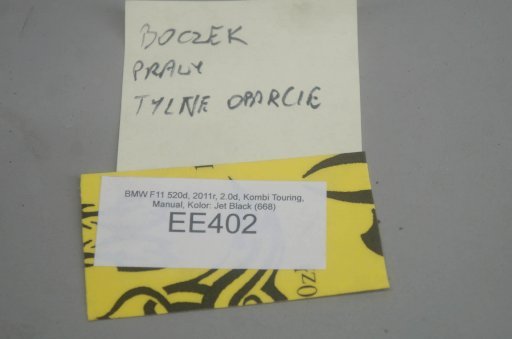 BOCZEK
PRAWY
TYLNE OPARCIE
BMW F11 520d, 2011r, 2.0d, Kombi Touring,
Manual, Kolor: Jet Black (668)
EE402